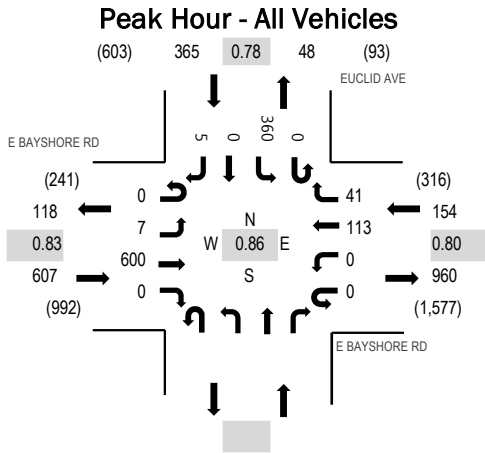 Peak Hour - All Vehicles
(603) 365 0.78 48 (93)
EUCLID AVE
5 0 360 0
E BAYSHORE RD
(241) (316)
0 41
118 154
7 N 113
0.83 W 0.86 E 0.80
600 S 0
607 960
0 0
(992) (1,577)
E BAYSHORE RD